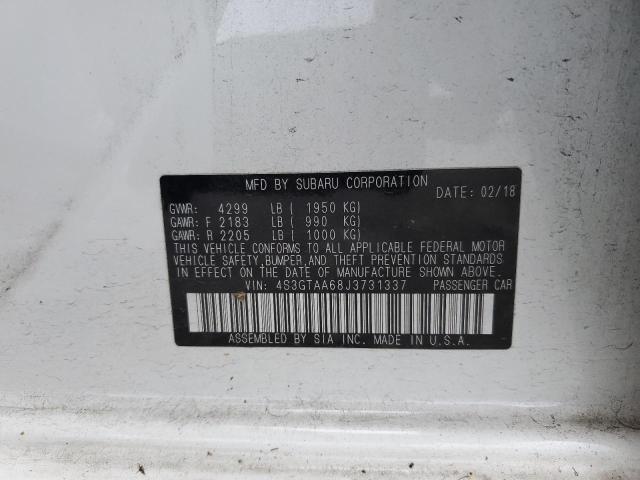 MFD BY SUBARU CORPORATION
DATE: 02/18
GVWR: 4299 LB ( 1950 KG)
GAWR: F 2183 LB ( 990 KG)
GAWR: R 2205 LB ( 1000 KG)
THIS VEHICLE CONFORMS TO ALL APPLICABLE FEDERAL MOTOR
VEHICLE SAFETY, BUMPER, AND THEFT PREVENTION STANDARDS
IN EFFECT ON THE DATE OF MANUFACTURE SHOWN ABOVE.
VIN: 4S3GTAA68J3731337 PASSENGER CAR
ASSEMBLED BY SIA INC. MADE IN U.S.A.